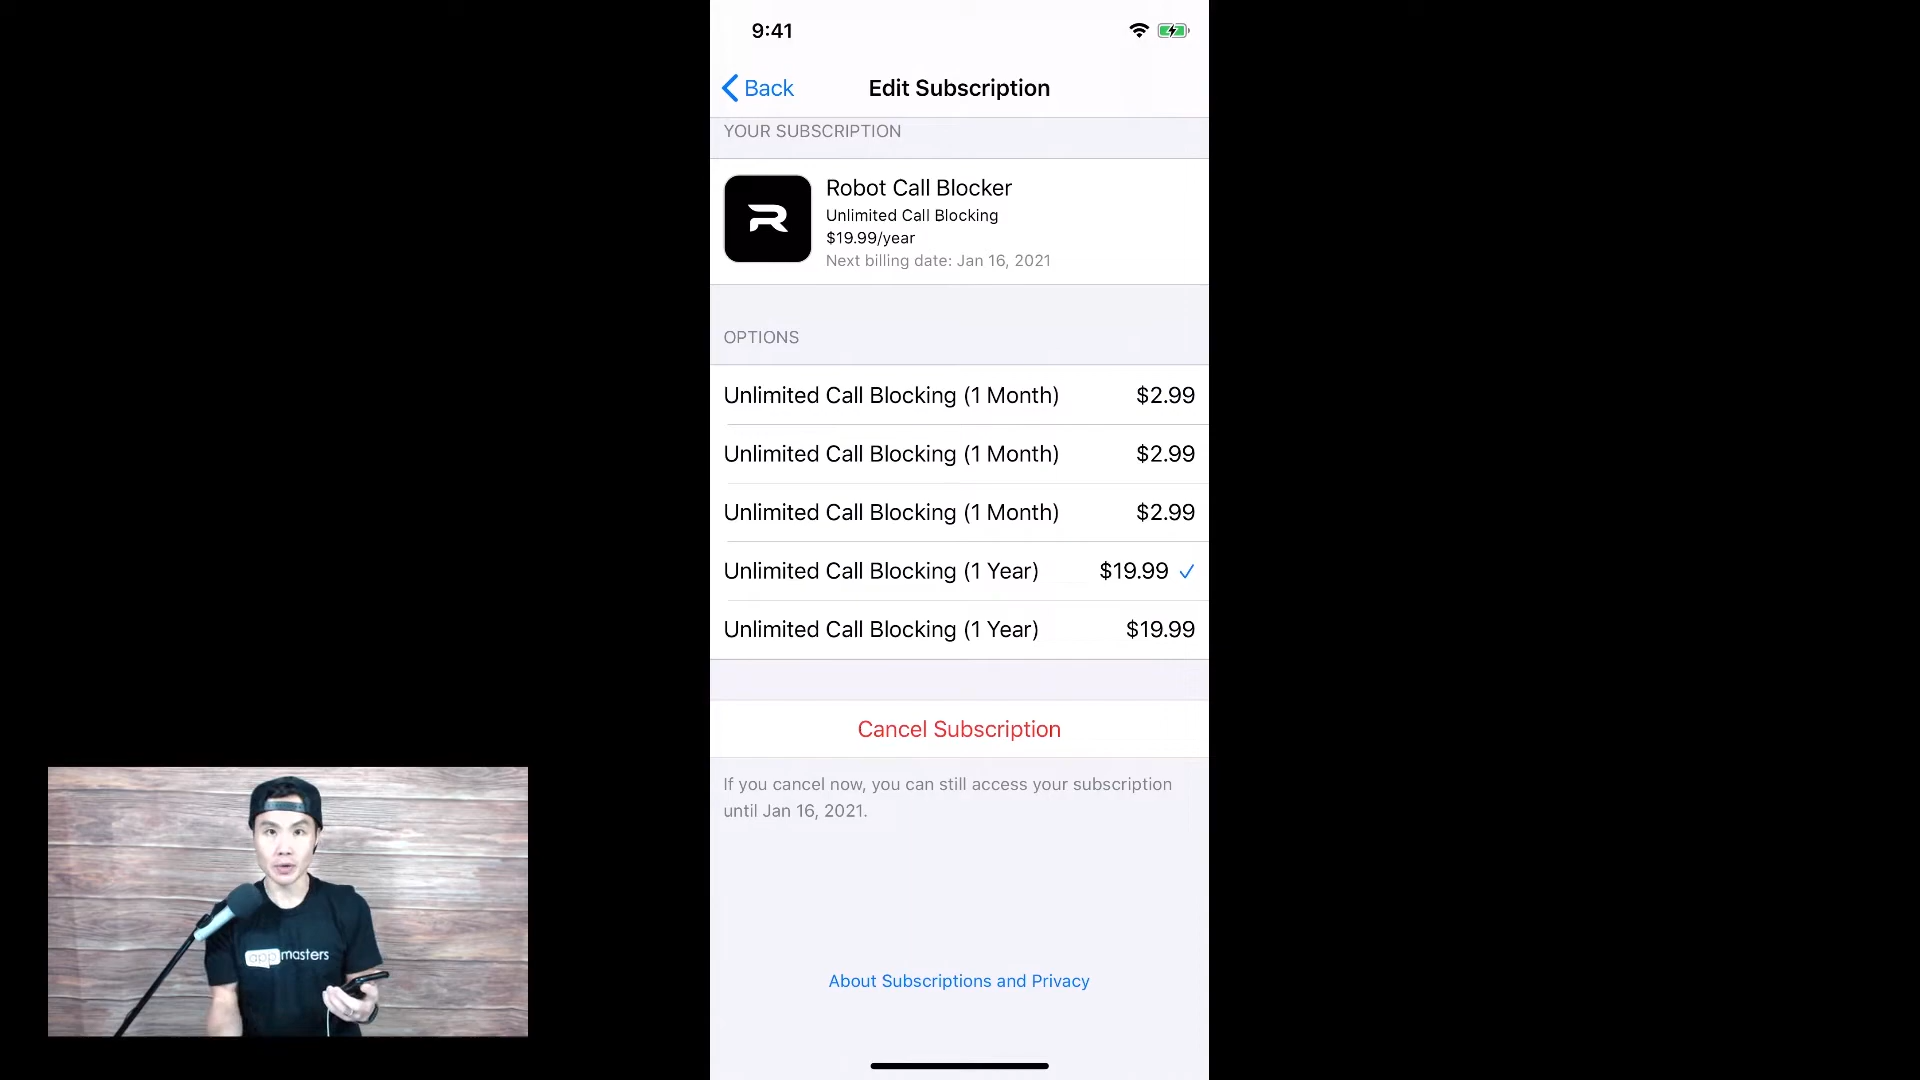 9:41
Back
Edit Subscription
YOUR SUBSCRIPTION
Robot Call Blocker
Unlimited Call Blocking
$19.99/year
Next billing date: Jan 16, 2021
OPTIONS
Unlimited Call Blocking (1 Month) $2.99
Unlimited Call Blocking (1 Month) $2.99
Unlimited Call Blocking (1 Month) $2.99
Unlimited Call Blocking (1 Year) $19.99 ✓
Unlimited Call Blocking (1 Year) $19.99
Cancel Subscription
If you cancel now, you can still access your subscription
until Jan 16, 2021.
About Subscriptions and Privacy
app masters